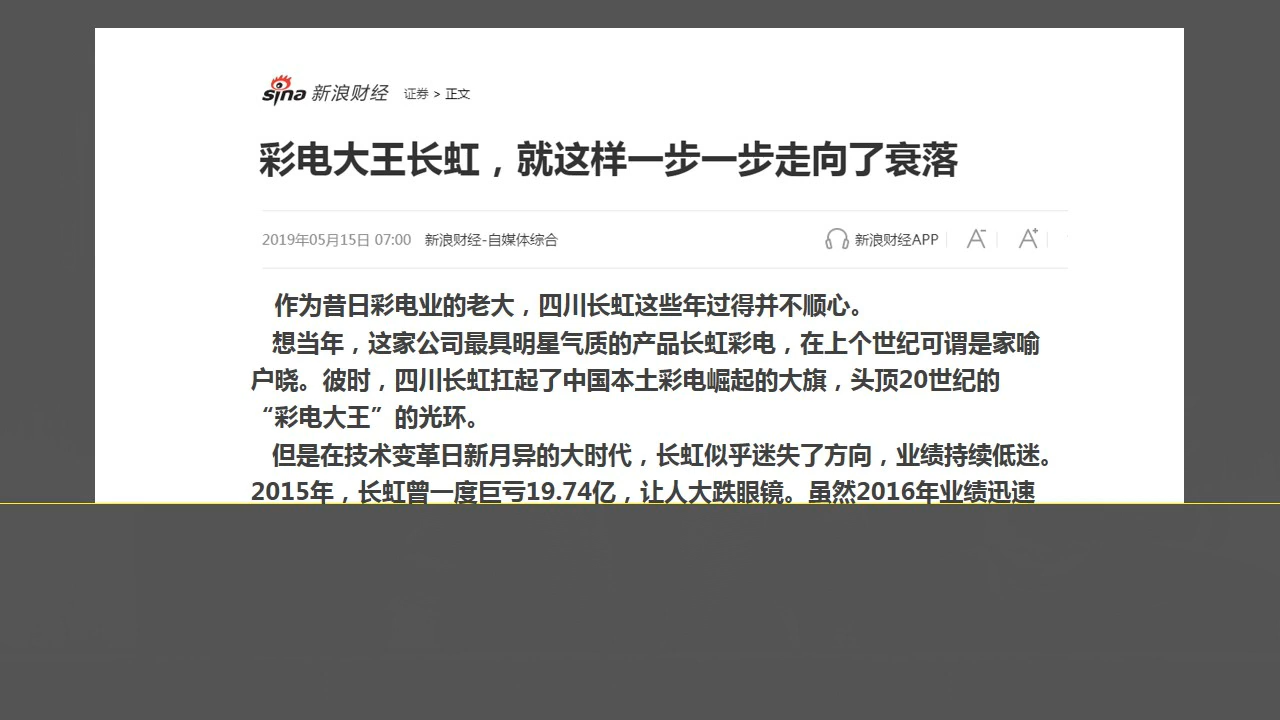 sina 新浪财经 证券 > 正文
彩电大王长虹，就这样一步一步走向了衰落
2019年05月15日 07:00 新浪财经-自媒体综合 新浪财经APP A- A+
作为昔日彩电业的老大，四川长虹这些年过得并不顺心。
想当年，这家公司最具明星气质的产品长虹彩电，在上个世纪可谓是家喻
户晓。彼时，四川长虹扛起了中国本土彩电崛起的大旗，头顶20世纪的
“彩电大王”的光环。
但是在技术变革日新月异的大时代，长虹似乎迷失了方向，业绩持续低迷。
2015年，长虹曾一度巨亏19.74亿，让人大跌眼镜。虽然2016年业绩迅速